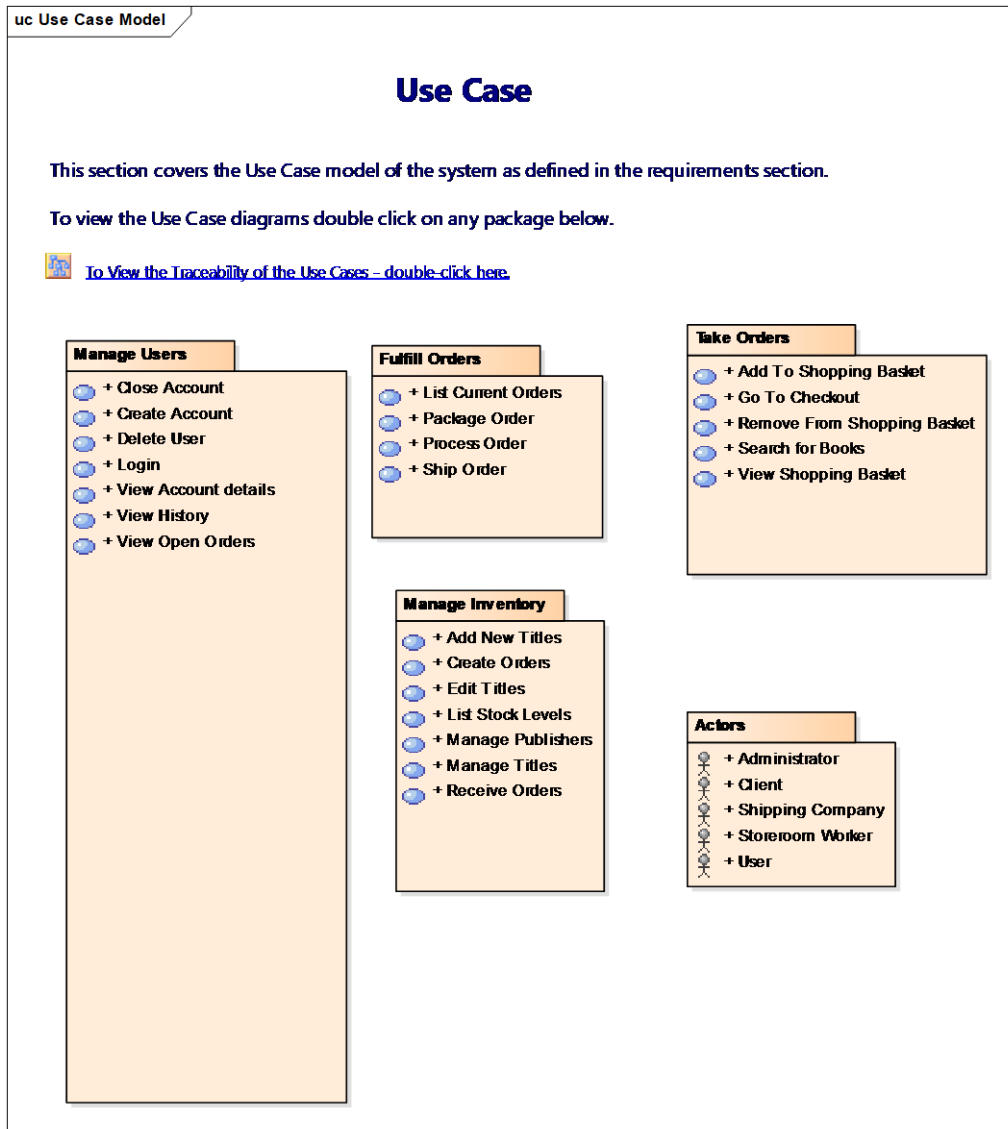 uc Use Case Model
Use Case
This section covers the Use Case model of the system as defined in the requirements section.
To view the Use Case diagrams double click on any package below.
To View the Traceability of the Use Cases - double-click here.
Manage Users
+ Close Account
+ Create Account
+ Delete User
+ Login
+ View Account details
+ View History
+ View Open Orders
Fulfill Orders
+ List Current Orders
+ Package Order
+ Process Order
+ Ship Order
Take Orders
+ Add To Shopping Basket
+ Go To Checkout
+ Remove From Shopping Basket
+ Search for Books
+ View Shopping Basket
Manage Inventory
+ Add New Titles
+ Create Orders
+ Edit Titles
+ List Stock Levels
+ Manage Publishers
+ Manage Titles
+ Receive Orders
Actors
+ Administrator
+ Client
+ Shipping Company
+ Storeroom Worker
+ User